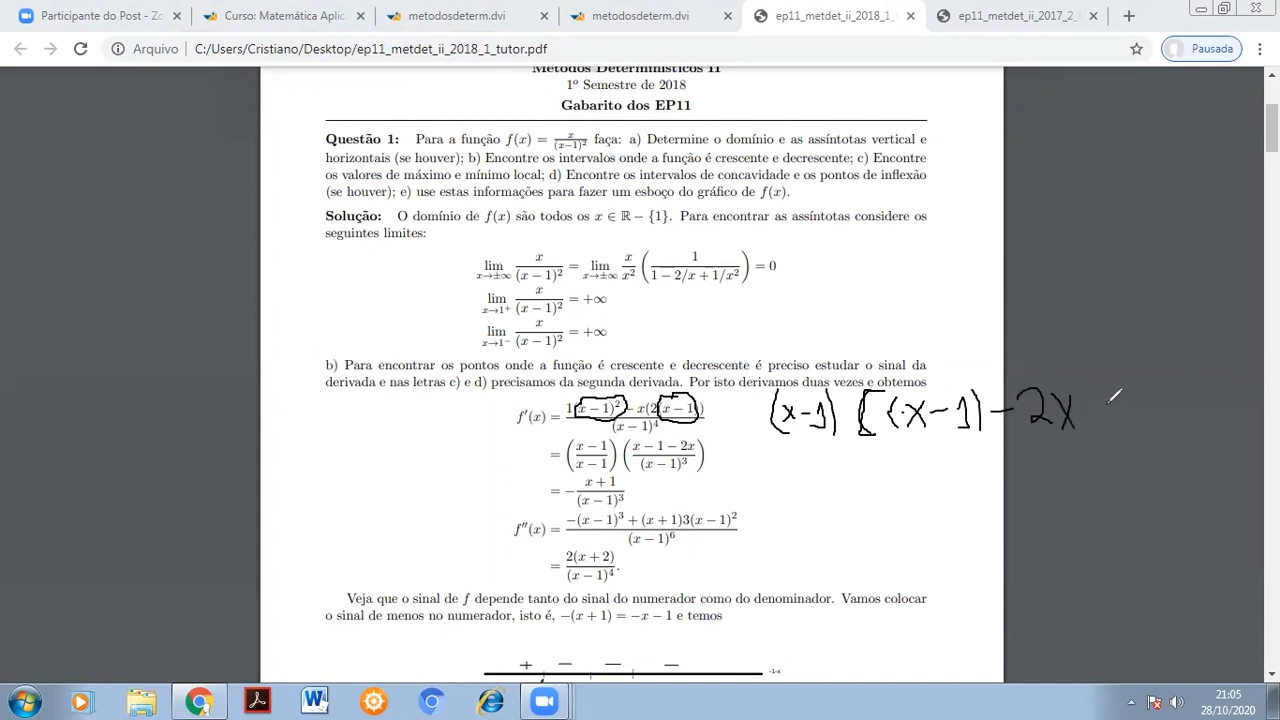 Participante do Post - Zo
Curso: Matemática Aplic
metodosdeterm.dvi
metodosdeterm.dvi
ep11_metdet_ii_2018_1_
ep11_metdet_ii_2017_2_
Arquivo
C:/Users/Cristiano/Desktop/ep11_metdet_ii_2018_1_tutor.pdf
Pausada
Métodos Determinísticos II
1º Semestre de 2018
Gabarito dos EP11
Questão 1: Para a função f(x) = x/(x−1)² faça: a) Determine o domínio e as assíntotas vertical e
horizontais (se houver); b) Encontre os intervalos onde a função é crescente e decrescente; c) Encontre
os valores de máximo e mínimo local; d) Encontre os intervalos de concavidade e os pontos de inflexão
(se houver); e) use estas informações para fazer um esboço do gráfico de f(x).
Solução: O domínio de f(x) são todos os x ∈ ℝ − {1}. Para encontrar as assíntotas considere os
seguintes limites:
lim x→±∞ x/(x − 1)² = lim x→±∞ x/x² (1/(1 − 2/x + 1/x²)) = 0
lim x→1⁺ x/(x − 1)² = +∞
lim x→1⁻ x/(x − 1)² = +∞
b) Para encontrar os pontos onde a função é crescente e decrescente é preciso estudar o sinal da
derivada e nas letras c) e d) precisamos da segunda derivada. Por isto derivamos duas vezes e obtemos
f′(x) = (1(x − 1)² − x(2(x − 1)))/(x − 1)⁴
(x-1) [(x-1)-2x
= ((x − 1)/(x − 1)) ((x − 1 − 2x)/(x − 1)³)
= −(x + 1)/(x − 1)³
f″(x) = (−(x − 1)³ + (x + 1)3(x − 1)²)/(x − 1)⁶
= 2(x + 2)/(x − 1)⁴.
Veja que o sinal de f depende tanto do sinal do numerador como do denominador. Vamos colocar
o sinal de menos no numerador, isto é, −(x + 1) = −x − 1 e temos
+ − − −
-1-x
21:05
28/10/2020